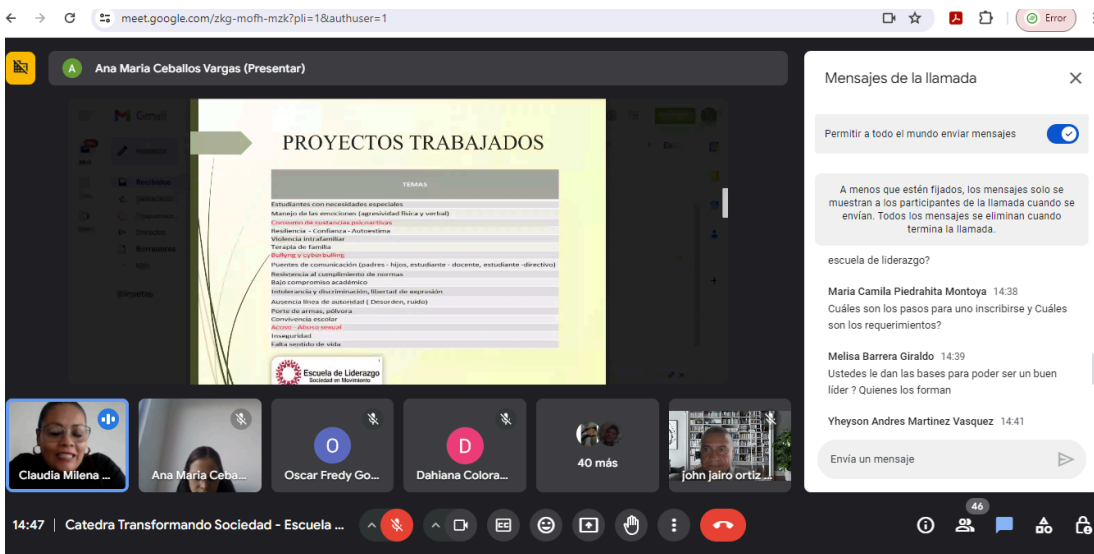 meet.google.com/zkg-mofh-mzk?pli=1&authuser=1
Error
A
Ana Maria Ceballos Vargas (Presentar)
Gmail
PROYECTOS TRABAJADOS
TEMAS
Estudiantes con necesidades especiales
Manejo de las emociones (agresividad física y verbal)
Consumo de sustancias psicoactivas
Resiliencia - Confianza - Autoestima
Violencia intrafamiliar
Terapia de familia
Bullyng y cyberbulling
Puentes de comunicación (padres - hijos, estudiante - docente, estudiante -directivo)
Resistencia al cumplimiento de normas
Bajo compromiso académico
Intolerancia y discriminación, libertad de expresión
Ausencia línea de autoridad ( Desorden, ruido)
Porte de armas, pólvora
Convivencia escolar
Acoso - Abuso sexual
Inseguridad
Falta sentido de vida
Escuela de Liderazgo
Sociedad en Movimiento
Claudia Milena ...
Ana Maria Ceba...
O
Oscar Fredy Go...
D
Dahiana Colora...
40 más
john jairo ortiz ...
14:47 | Catedra Transformando Sociedad - Escuela ...
CC
46
Mensajes de la llamada
Permitir a todo el mundo enviar mensajes
A menos que estén fijados, los mensajes solo se
muestran a los participantes de la llamada cuando se
envían. Todos los mensajes se eliminan cuando
termina la llamada.
escuela de liderazgo?
Maria Camila Piedrahita Montoya 14:38
Cuáles son los pasos para uno inscribirse y Cuáles
son los requerimientos?
Melisa Barrera Giraldo 14:39
Ustedes le dan las bases para poder ser un buen
líder ? Quienes los forman
Yheyson Andres Martinez Vasquez 14:41
Envía un mensaje